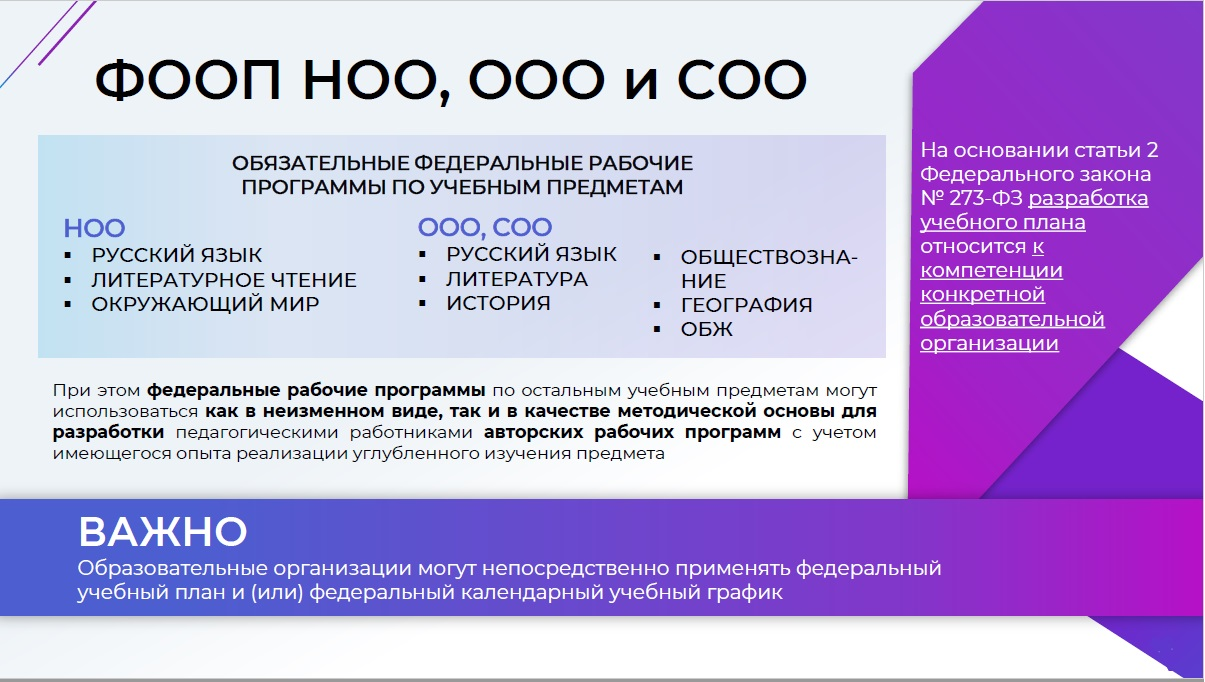 ФООП НОО, ООО и СОО
ОБЯЗАТЕЛЬНЫЕ ФЕДЕРАЛЬНЫЕ РАБОЧИЕ
ПРОГРАММЫ ПО УЧЕБНЫМ ПРЕДМЕТАМ
НОО
▪ РУССКИЙ ЯЗЫК
▪ ЛИТЕРАТУРНОЕ ЧТЕНИЕ
▪ ОКРУЖАЮЩИЙ МИР
ООО, СОО
▪ РУССКИЙ ЯЗЫК
▪ ЛИТЕРАТУРА
▪ ИСТОРИЯ
▪ ОБЩЕСТВОЗНА-
НИЕ
▪ ГЕОГРАФИЯ
▪ ОБЖ
При этом федеральные рабочие программы по остальным учебным предметам могут
использоваться как в неизменном виде, так и в качестве методической основы для
разработки педагогическими работниками авторских рабочих программ с учетом
имеющегося опыта реализации углубленного изучения предмета
На основании статьи 2
Федерального закона
№ 273-ФЗ разработка
учебного плана
относится к
компетенции
конкретной
образовательной
организации
ВАЖНО
Образовательные организации могут непосредственно применять федеральный
учебный план и (или) федеральный календарный учебный график